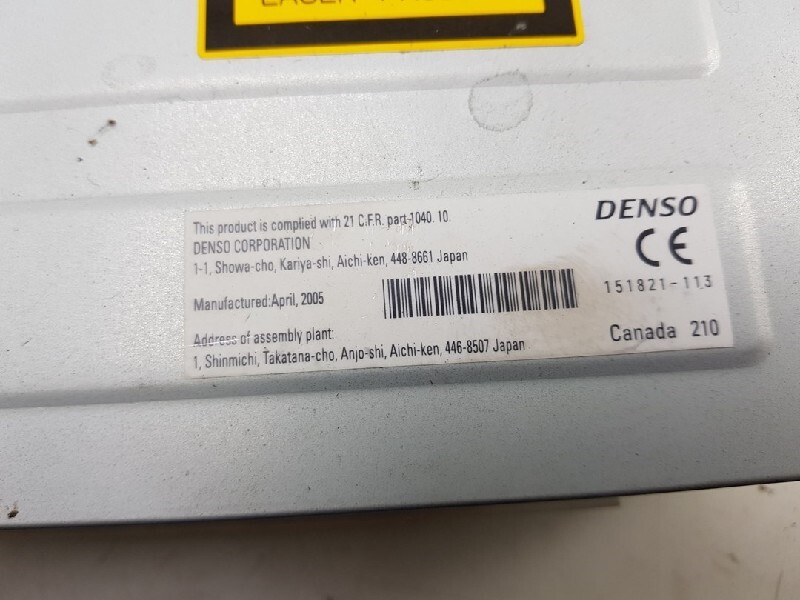 This product is complied with 21 C.F.R. part 1040. 10.
DENSO CORPORATION
1-1, Showa-cho, Kariya-shi, Aichi-ken, 448-8661 Japan
Manufactured:April, 2005
Address of assembly plant:
1, Shinmichi, Takatana-cho, Anjo-shi, Aichi-ken, 446-8507 Japan
DENSO
CE
151821-113
Canada 210